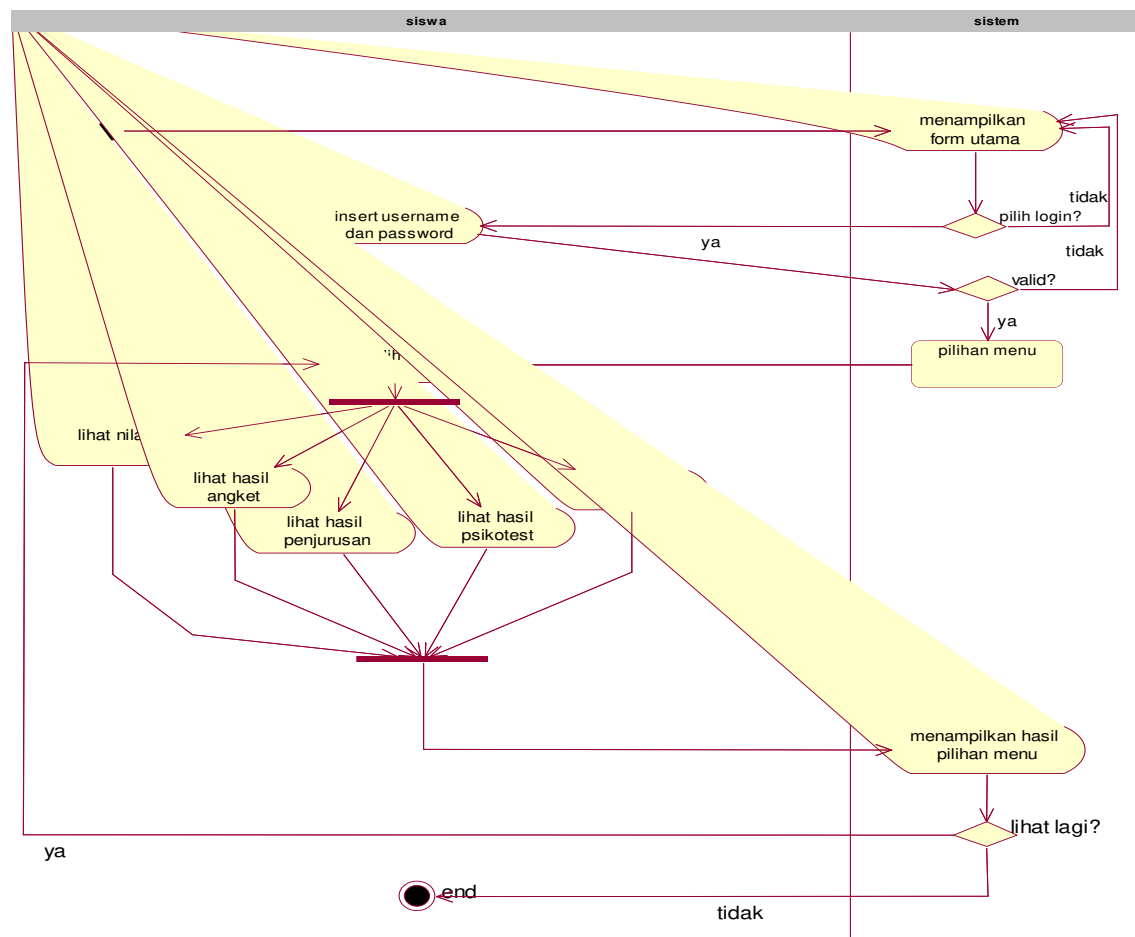 siswa
sistem
menampilkan
form utama
tidak
pilih login?
insert username
dan password
ya
tidak
valid?
ya
pilihan menu
lihat
lihat hasil
angket
lihat hasil
penjurusan
lihat hasil
psikotest
menampilkan hasil
pilihan menu
lihat lagi?
ya
end
tidak